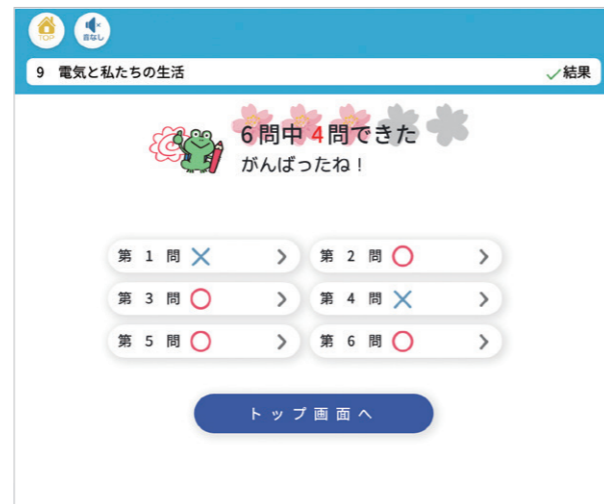 TOP
音なし
9 電気と私たちの生活
✓結果
6問中4問できた
がんばったね！
第1問 ×
第2問 ○
第3問 ○
第4問 ×
第5問 ○
第6問 ○
トップ画面へ